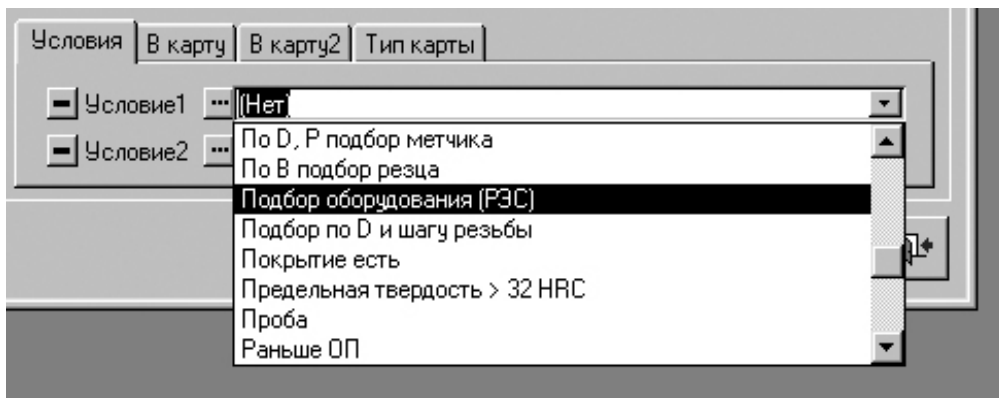 Условия В карту В карту2 Тип карты
Условие1 ... (Нет)
По D, P подбор метчика
Условие2 ...
По В подбор резца
Подбор оборудования (РЭС)
Подбор по D и шагу резьбы
Покрытие есть
Предельная твердость > 32 HRC
Проба
Раньше ОП